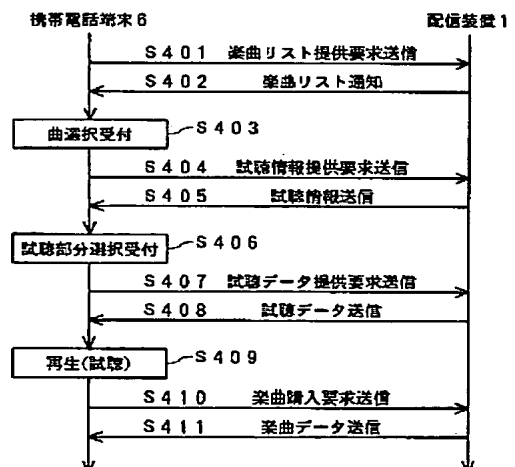 携帯電話端末6 配信装置1
S401 楽曲リスト提供要求送信
S402 楽曲リスト通知
曲選択受付 S403
S404 試聴情報提供要求送信
S405 試聴情報送信
試聴部分選択受付 S406
S407 試聴データ提供要求送信
S408 試聴データ送信
再生(試聴) S409
S410 楽曲購入要求送信
S411 楽曲データ送信